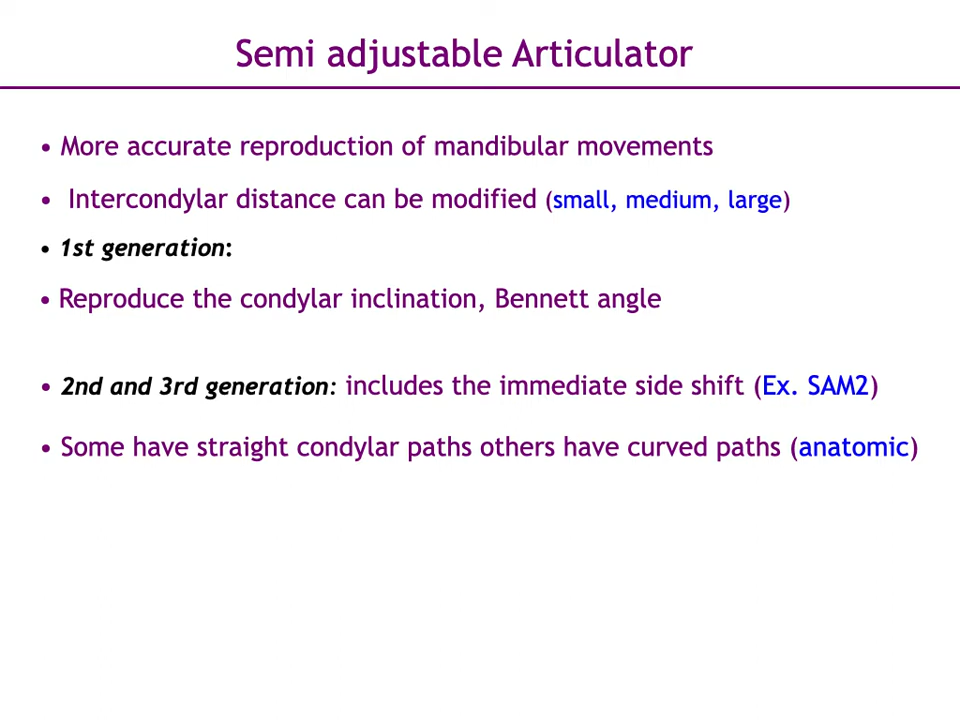 Semi adjustable Articulator
• More accurate reproduction of mandibular movements
• Intercondylar distance can be modified (small, medium, large)
• 1st generation:
• Reproduce the condylar inclination, Bennett angle
• 2nd and 3rd generation: includes the immediate side shift (Ex. SAM2)
• Some have straight condylar paths others have curved paths (anatomic)